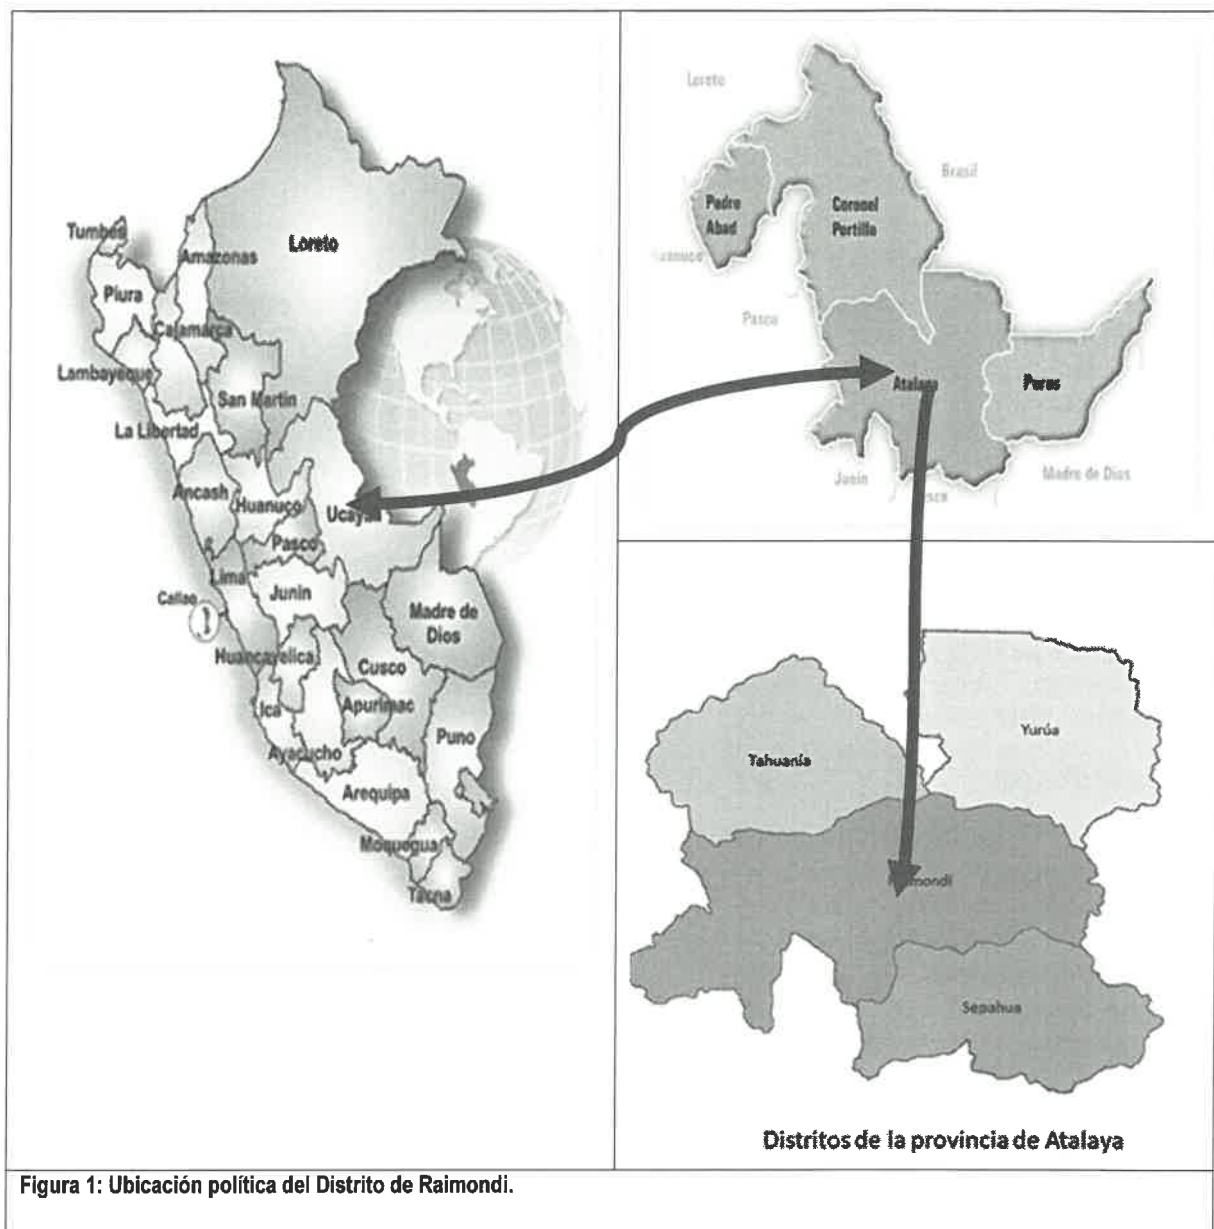 Tumbes
Loreto
Amazonas
Piura
Cajamarca
Lambayeque
San Martin
La Libertad
Ancash
Huanuco
Ucayali
Pasco
Lima
Junin
Callao
Madre de
Dios
Huancavelica
Cusco
Ica
Apurimac
Ayacucho
Puno
Arequipa
Moquegua
Tacna
Loreto
Brasil
Padre
Abad
Coronel
Portillo
Pasco
Atalaya
Purus
Junín
Madre de Dios
Yurúa
Tahuanía
Raimondi
Sepahua
Distritos de la provincia de Atalaya
Figura 1: Ubicación política del Distrito de Raimondi.